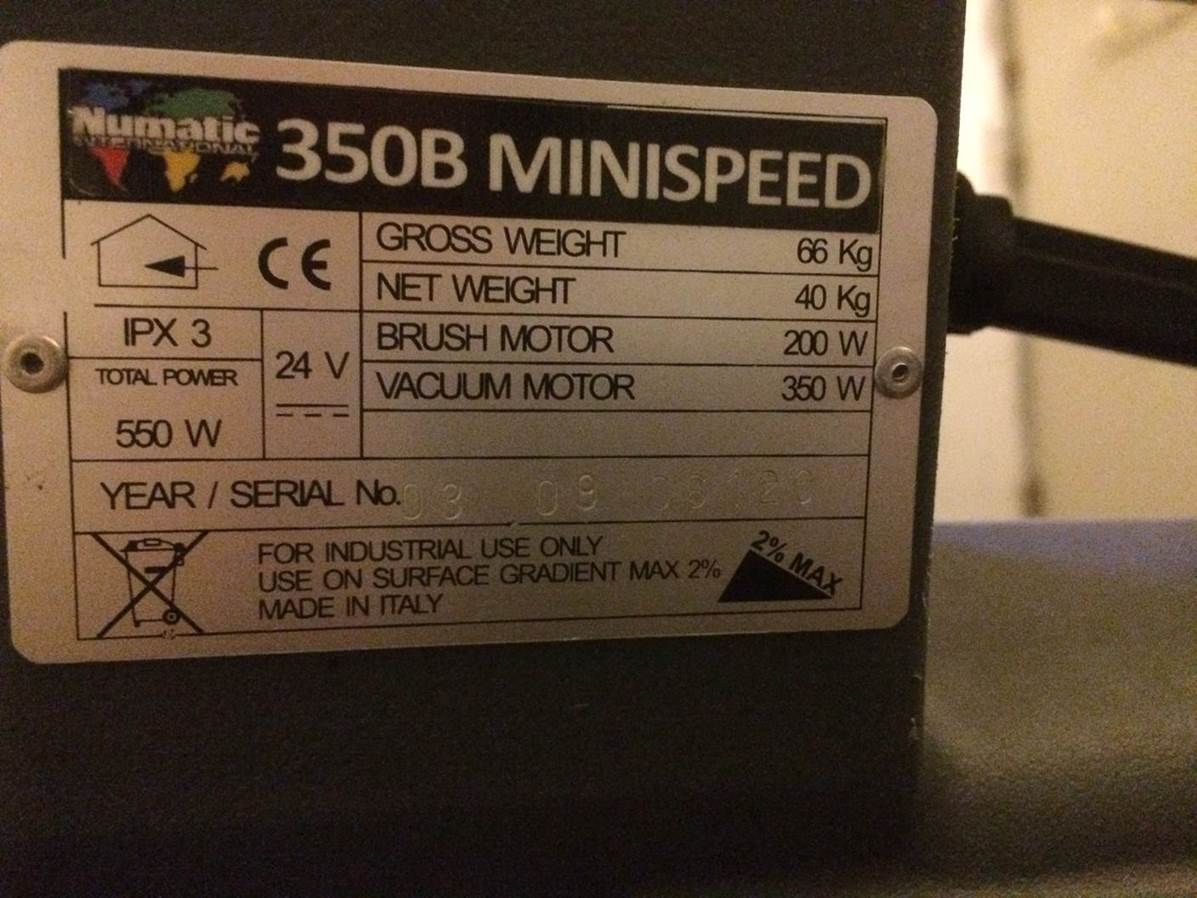 Numatic
INTERNATIONAL
350B MINISPEED
CE
GROSS WEIGHT 66 Kg
NET WEIGHT 40 Kg
IPX 3
BRUSH MOTOR 200 W
24 V
TOTAL POWER
VACUUM MOTOR 350 W
550 W
YEAR / SERIAL No. 03 09
FOR INDUSTRIAL USE ONLY
USE ON SURFACE GRADIENT MAX 2%
MADE IN ITALY
2% MAX